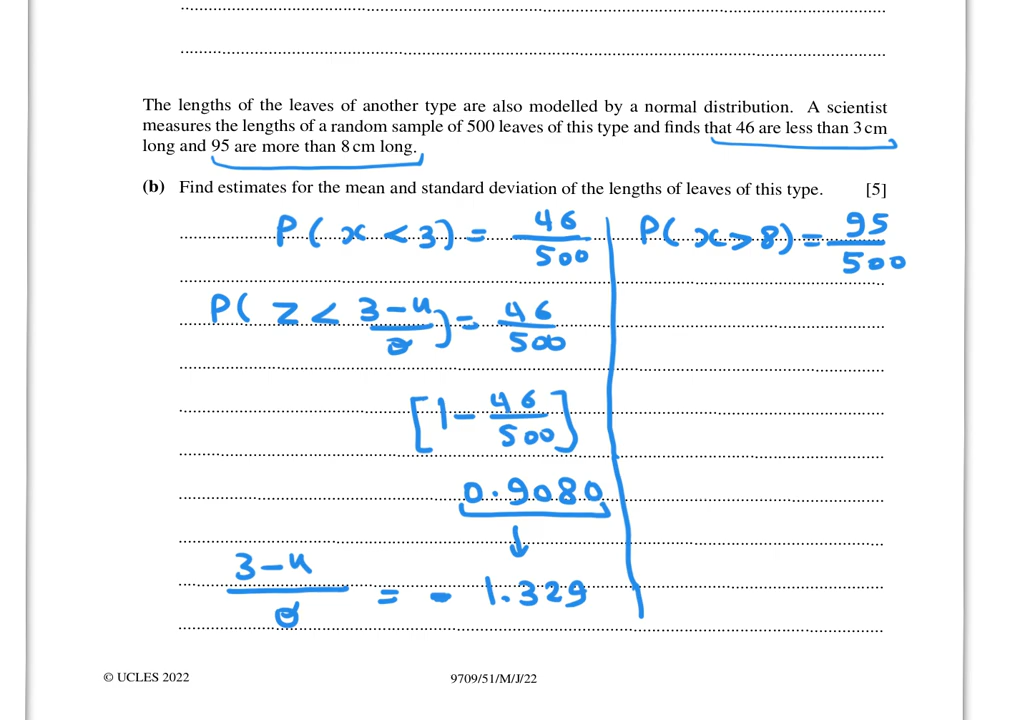 The lengths of the leaves of another type are also modelled by a normal distribution. A scientist
measures the lengths of a random sample of 500 leaves of this type and finds that 46 are less than 3 cm
long and 95 are more than 8 cm long.
(b) Find estimates for the mean and standard deviation of the lengths of leaves of this type. [5]
P( x < 3) = 46/500
P( Z < 3-u/σ) = 46/500
[1 - 46/500]
0.9080
↓
3-u/σ = - 1.329
P( x > 8) = 95/500
© UCLES 2022 9709/51/M/J/22